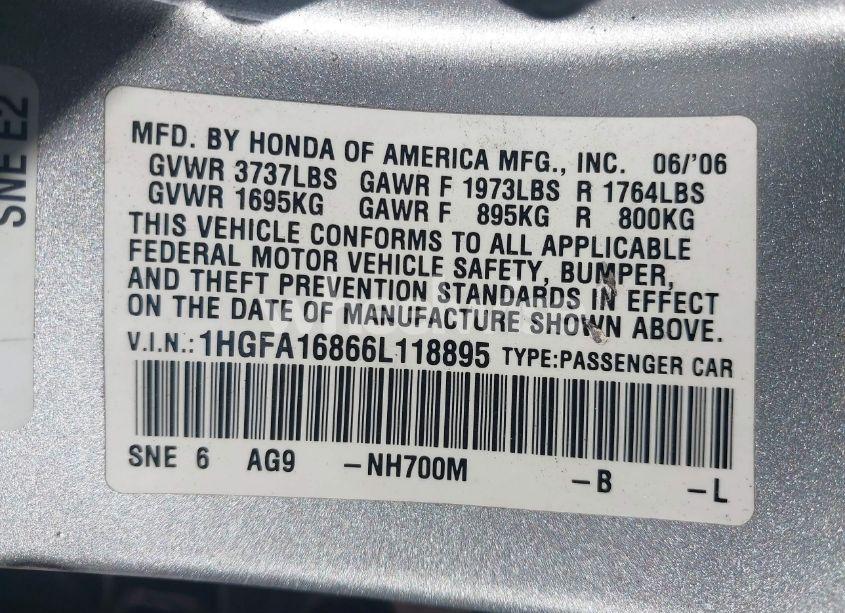 SNE E2
MFD. BY HONDA OF AMERICA MFG., INC. 06/'06
GVWR 3737LBS GAWR F 1973LBS R 1764LBS
GVWR 1695KG GAWR F 895KG R 800KG
THIS VEHICLE CONFORMS TO ALL APPLICABLE
FEDERAL MOTOR VEHICLE SAFETY, BUMPER,
AND THEFT PREVENTION STANDARDS IN EFFECT
ON THE DATE OF MANUFACTURE SHOWN ABOVE.
V.I.N.: 1HGFA16866L118895 TYPE:PASSENGER CAR
SNE 6 AG9 -NH700M -B -L